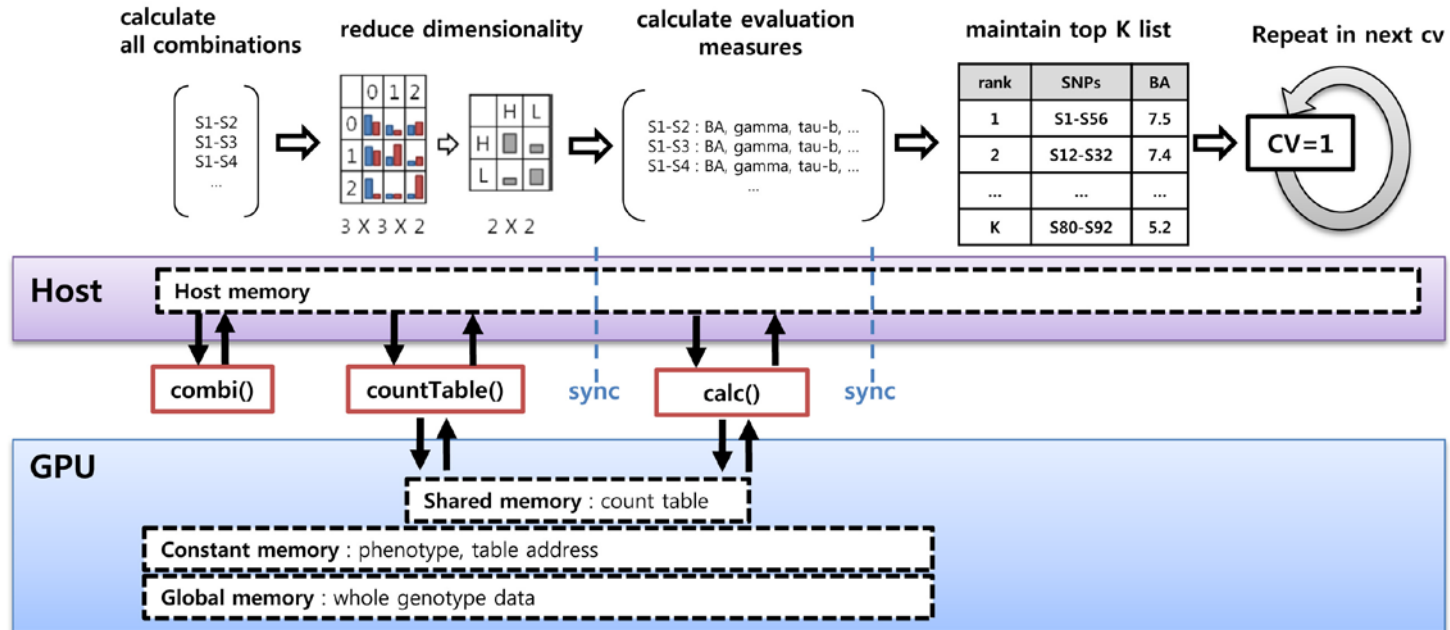 calculate
all combinations
reduce dimensionality
calculate evaluation
measures
maintain top K list
Repeat in next cv
S1-S2
S1-S3
S1-S4
...
0 1 2
0
1
2
3 X 3 X 2
H L
H
L
2 X 2
S1-S2 : BA, gamma, tau-b, ...
S1-S3 : BA, gamma, tau-b, ...
S1-S4 : BA, gamma, tau-b, ...
...
rank SNPs BA
1 S1-S56 7.5
2 S12-S32 7.4
... ... ...
K S80-S92 5.2
CV=1
Host
Host memory
combi()
countTable()
sync
calc()
sync
GPU
Shared memory : count table
Constant memory : phenotype, table address
Global memory : whole genotype data